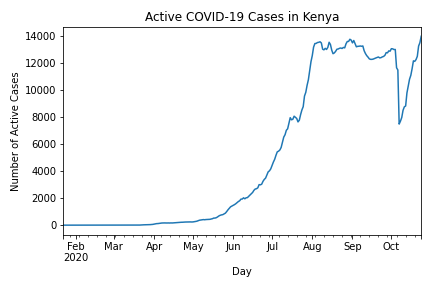 Active COVID-19 Cases in Kenya
Number of Active Cases
14000
12000
10000
8000
6000
4000
2000
0
Feb Mar Apr May Jun Jul Aug Sep Oct
2020
Day